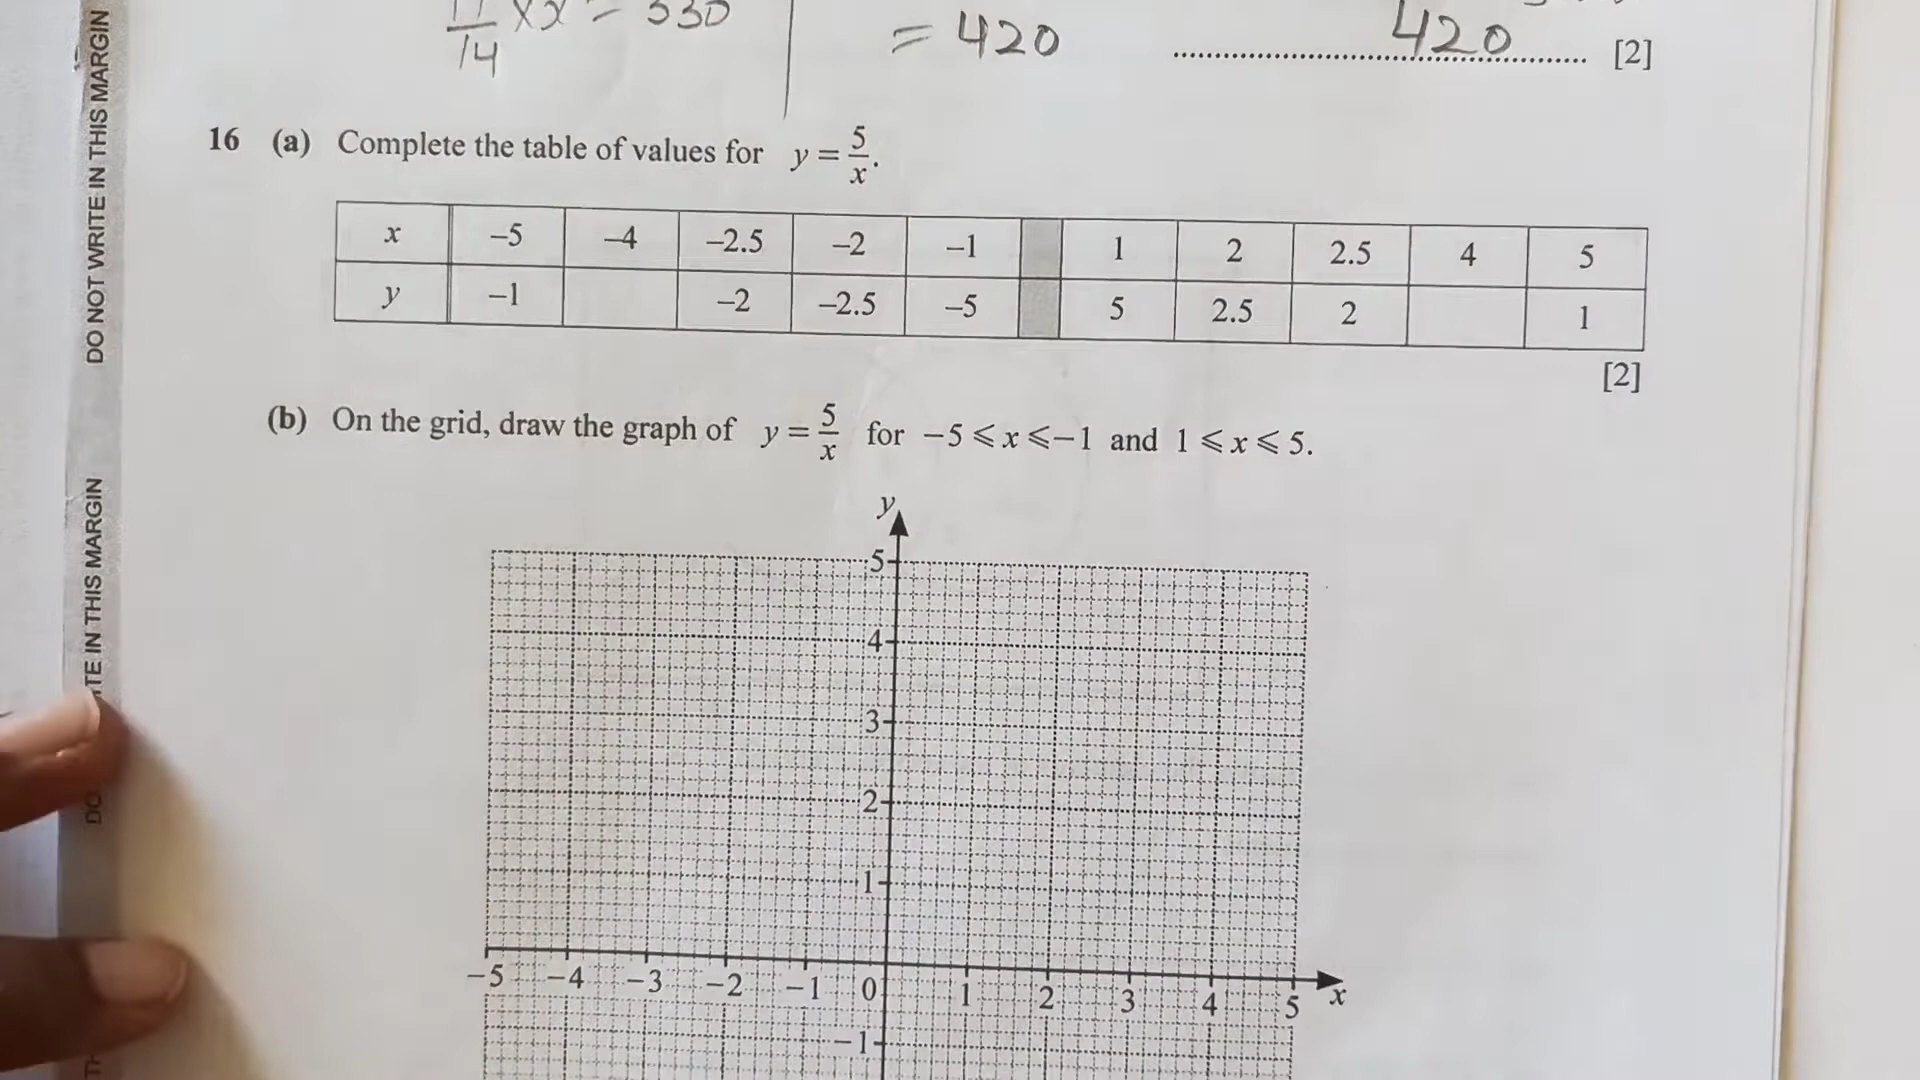 = 420
420 [2]
14
DO NOT WRITE IN THIS MARGIN
16 (a) Complete the table of values for y = 5/x.
x −5 −4 −2.5 −2 −1 1 2 2.5 4 5
y −1 −2 −2.5 −5 5 2.5 2 1
[2]
(b) On the grid, draw the graph of y = 5/x for −5 ⩽ x ⩽ −1 and 1 ⩽ x ⩽ 5.
y
5
4
3
2
1
−5 −4 −3 −2 −1 0 1 2 3 4 5 x
−1
IN THIS MARGIN